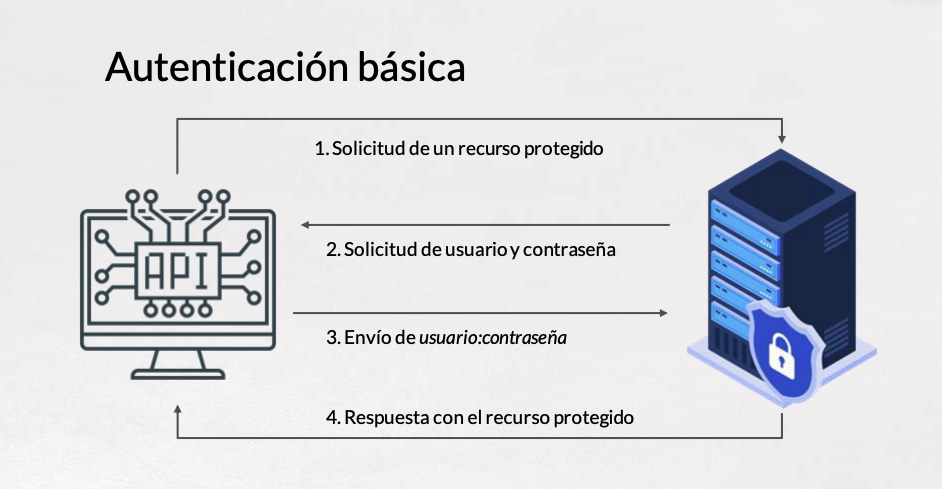 Autenticación básica
1. Solicitud de un recurso protegido
API
2. Solicitud de usuario y contraseña
3. Envío de usuario:contraseña
4. Respuesta con el recurso protegido